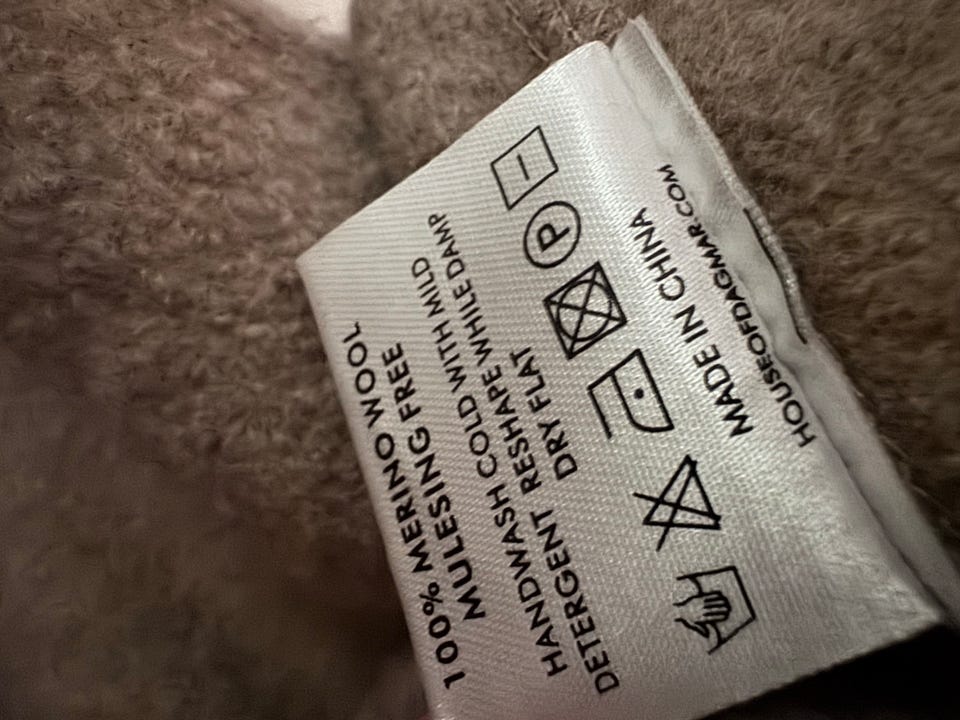 100% MERINO WOOL
MULESING FREE
HANDWASH COLD WITH MILD
DETERGENT RESHAPE WHILE DAMP
DRY FLAT
P
MADE IN CHINA
HOUSEOFDAGMAR.COM